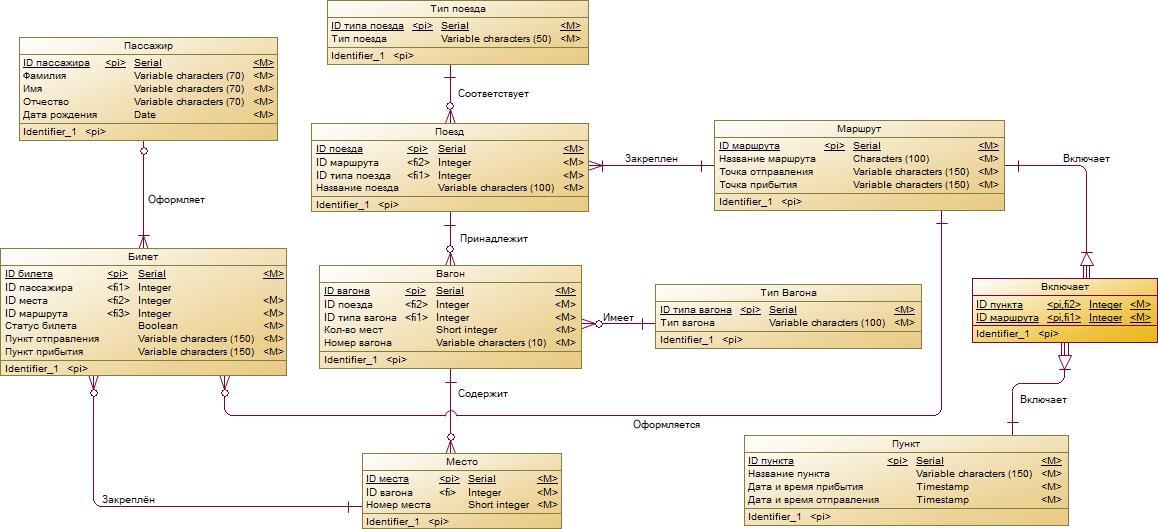 Тип поезда
ID типа поезда <pi> Serial <M>
Тип поезда Variable characters (50) <M>
Identifier_1 <pi>
Пассажир
ID пассажира <pi> Serial <M>
Фамилия Variable characters (70) <M>
Имя Variable characters (70) <M>
Отчество Variable characters (70) <M>
Дата рождения Date <M>
Identifier_1 <pi>
Соответствует
Поезд
ID поезда <pi> Serial <M>
ID маршрута <fi2> Integer <M>
ID типа поезда <fi1> Integer <M>
Название поезда Variable characters (100) <M>
Identifier_1 <pi>
Закреплен
Маршрут
ID маршрута <pi> Serial <M>
Название маршрута Characters (100) <M>
Точка отправления Variable characters (150) <M>
Точка прибытия Variable characters (150) <M>
Identifier_1 <pi>
Включает
Оформляет
Принадлежит
Билет
ID билета <pi> Serial <M>
ID пассажира <fi1> Integer
ID места <fi2> Integer <M>
ID маршрута <fi3> Integer <M>
Статус билета Boolean <M>
Пункт отправления Variable characters (150) <M>
Пункт прибытия Variable characters (150) <M>
Identifier_1 <pi>
Вагон
ID вагона <pi> Serial <M>
ID поезда <fi2> Integer <M>
ID типа вагона <fi1> Integer <M>
Кол-во мест Short integer <M>
Номер вагона Variable characters (10) <M>
Identifier_1 <pi>
Имеет
Тип Вагона
ID типа вагона <pi> Serial <M>
Тип вагона Variable characters (100) <M>
Identifier_1 <pi>
Включает
ID пункта <pi,fi2> Integer <M>
ID маршрута <pi,fi1> Integer <M>
Identifier_1 <pi>
Содержит
Включает
Оформляется
Пункт
ID пункта <pi> Serial <M>
Название пункта Variable characters (150) <M>
Дата и время прибытия Timestamp <M>
Дата и время отправления Timestamp <M>
Identifier_1 <pi>
Место
ID места <pi> Serial <M>
ID вагона <fi> Integer <M>
Номер места Short integer <M>
Identifier_1 <pi>
Закреплён